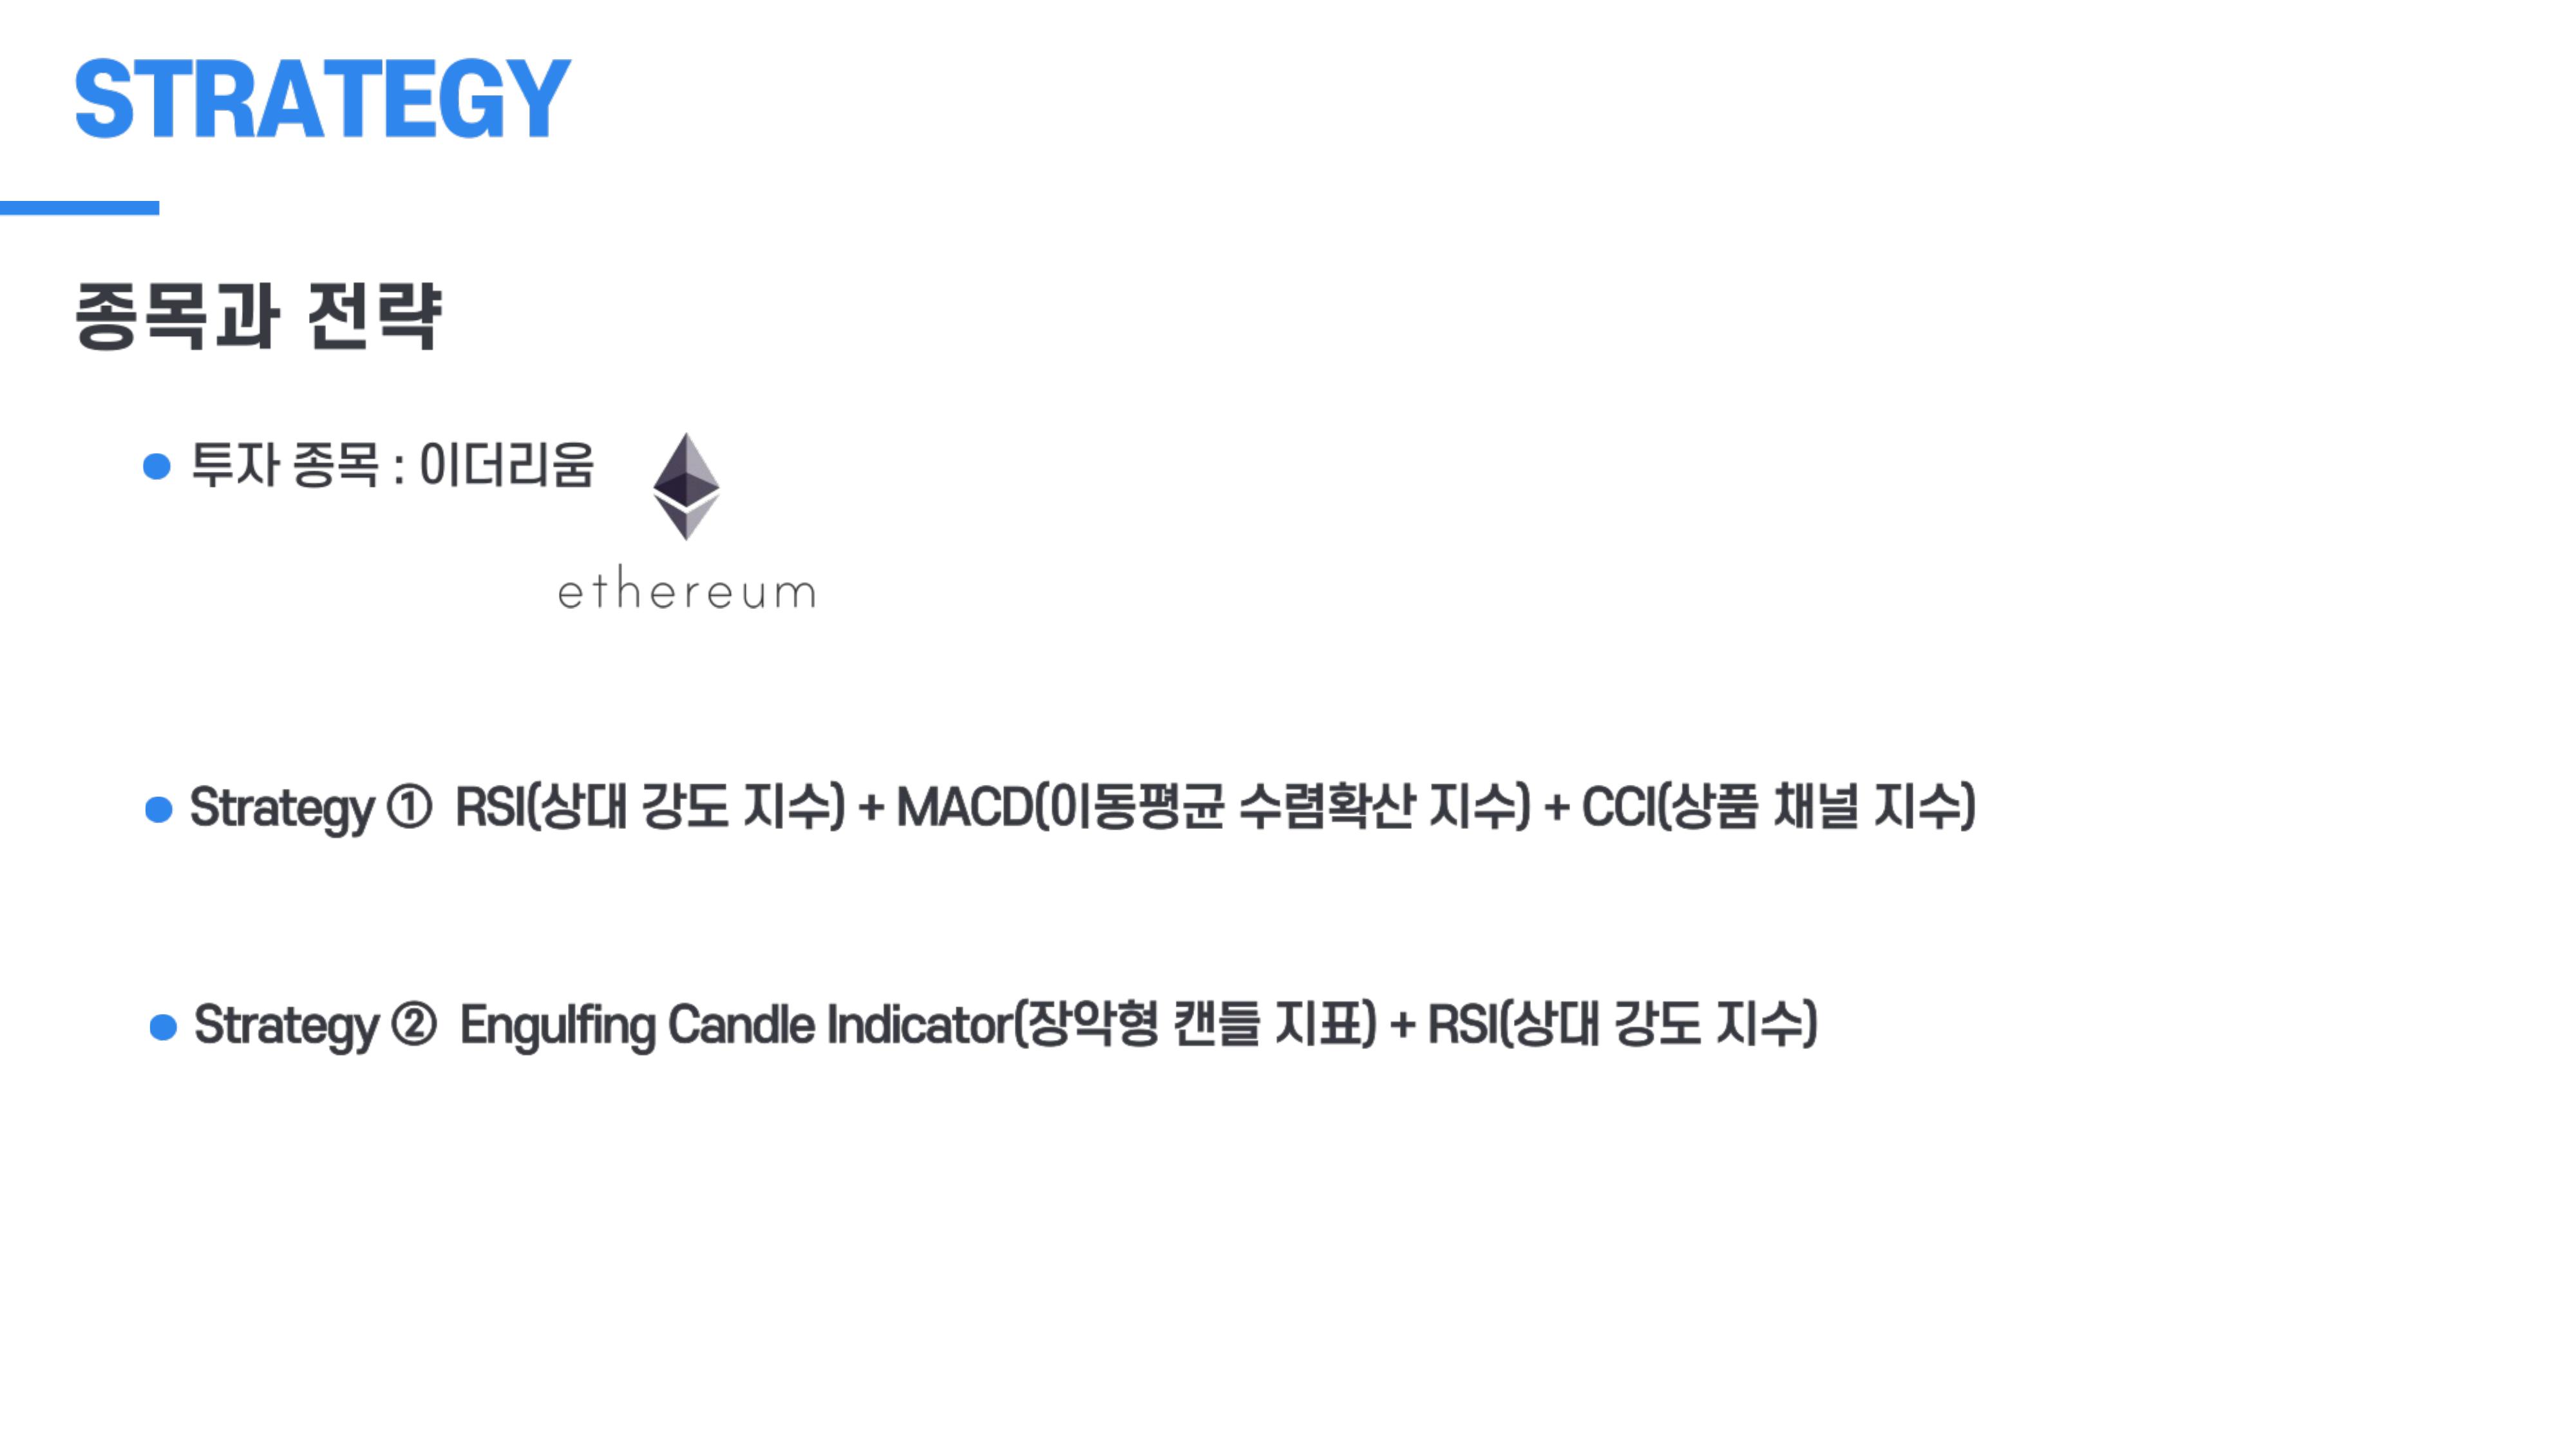 STRATEGY
종목과 전략
투자 종목 : 이더리움
ethereum
Strategy ① RSI(상대 강도 지수) + MACD(이동평균 수렴확산 지수) + CCI(상품 채널 지수)
Strategy ② Engulfing Candle Indicator(장악형 캔들 지표) + RSI(상대 강도 지수)